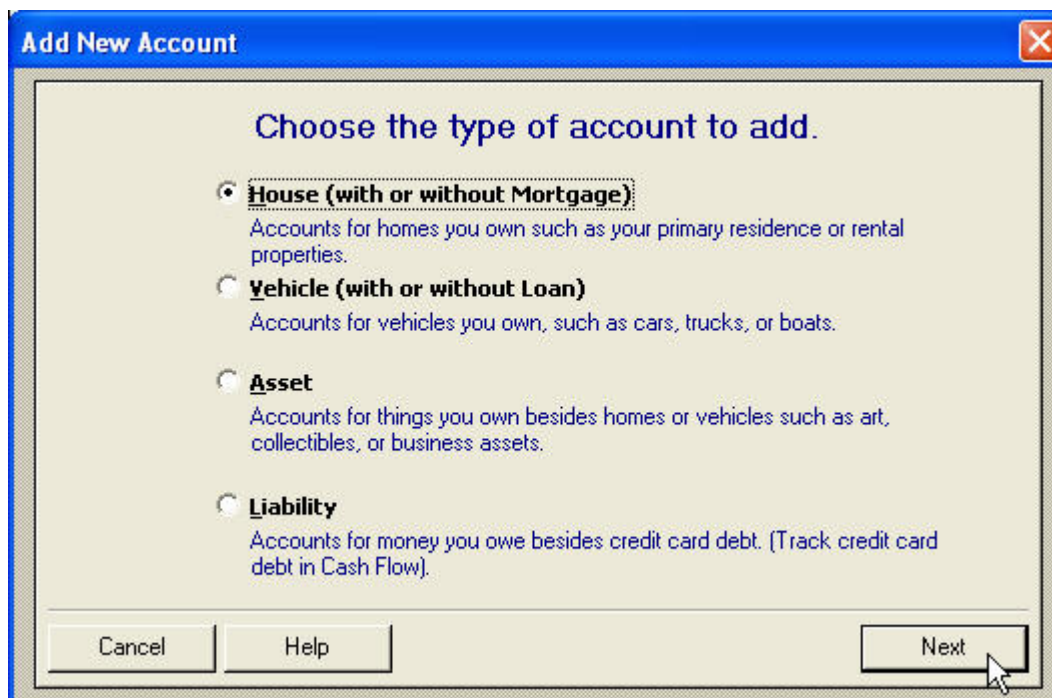 Add New Account
Choose the type of account to add.
House (with or without Mortgage)
Accounts for homes you own such as your primary residence or rental
properties.
Vehicle (with or without Loan)
Accounts for vehicles you own, such as cars, trucks, or boats.
Asset
Accounts for things you own besides homes or vehicles such as art,
collectibles, or business assets.
Liability
Accounts for money you owe besides credit card debt. (Track credit card
debt in Cash Flow).
Cancel
Help
Next